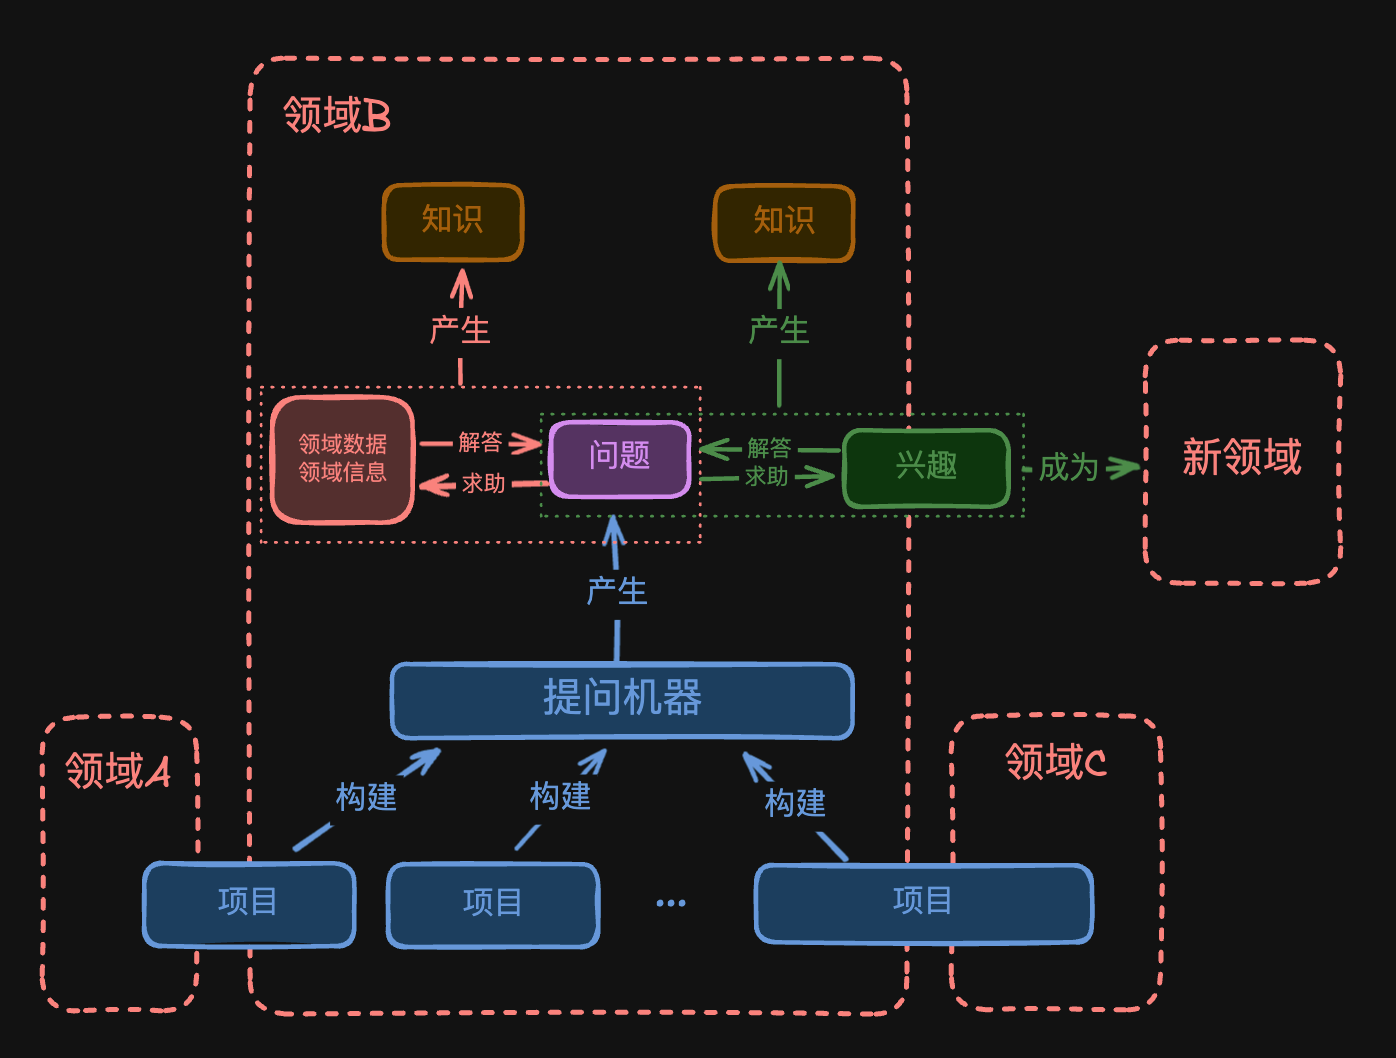 领域B
知识
知识
产生
产生
领域数据
领域信息
解答
求助
问题
解答
求助
兴趣
成为
新领域
产生
提问机器
领域A
领域C
构建
构建
构建
项目
项目
...
项目